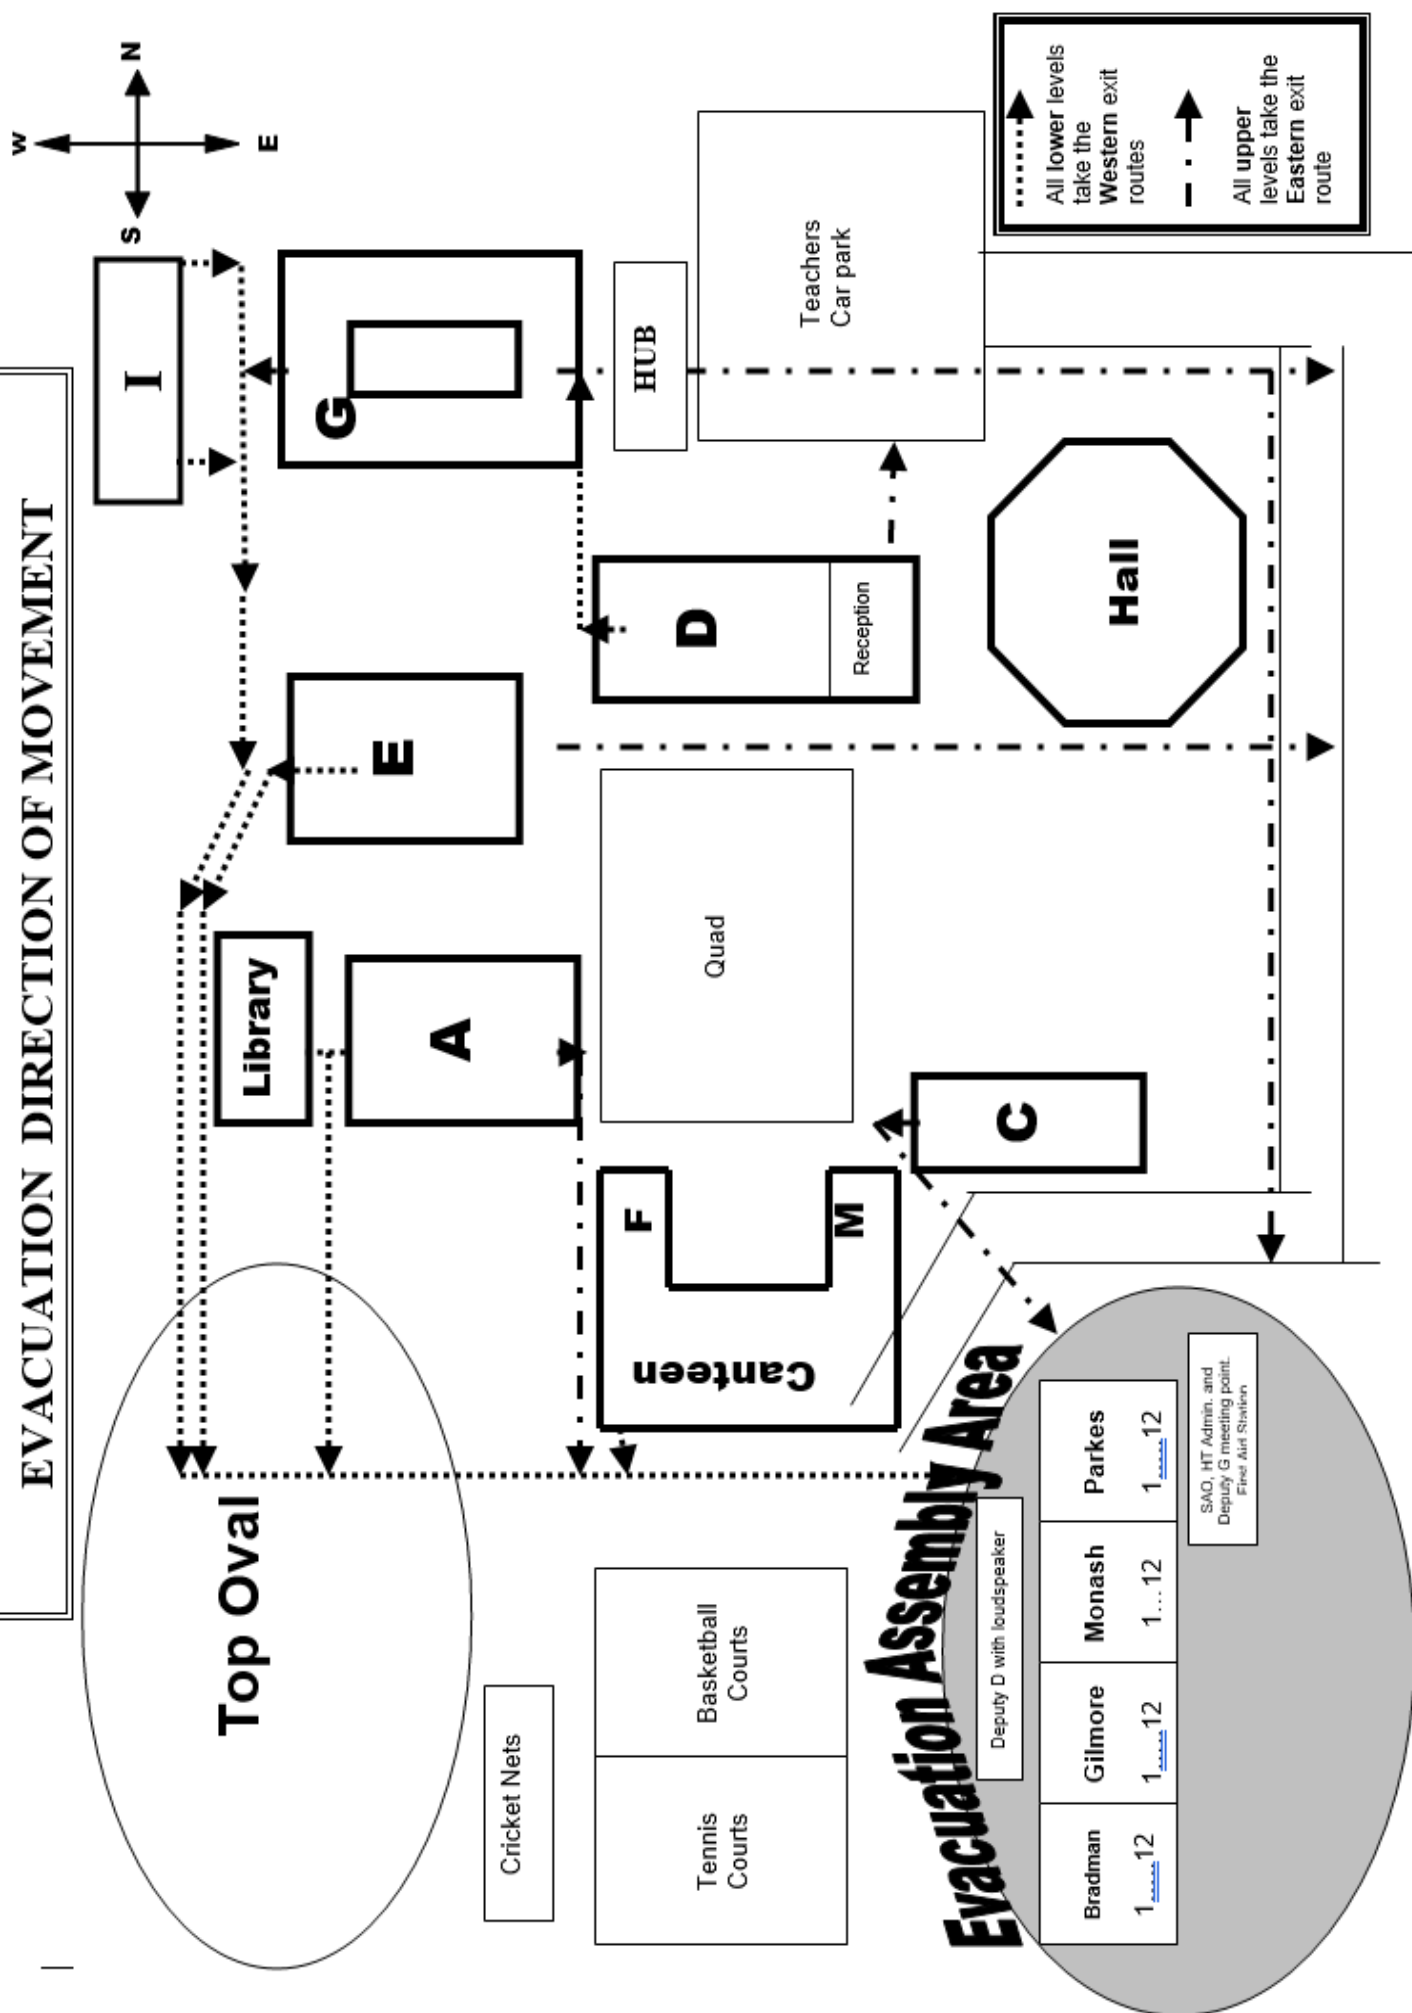 EVACUATION DIRECTION OF MOVEMENT
W
S
N
E
I
G
HUB
Teachers
Car park
All lower levels
take the
Western exit
routes
All upper
levels take the
Eastern exit
route
Library
A
E
D
Reception
Hall
Quad
C
F
M
Canteen
Top Oval
Cricket Nets
Tennis
Courts
Basketball
Courts
Evacuation Assembly Area
Deputy D with loudspeaker
Bradman
1.....12
Gilmore
1.....12
Monash
1...12
Parkes
1.....12
SAO, HT Admin. and
Deputy G meeting point.
First Aid Station